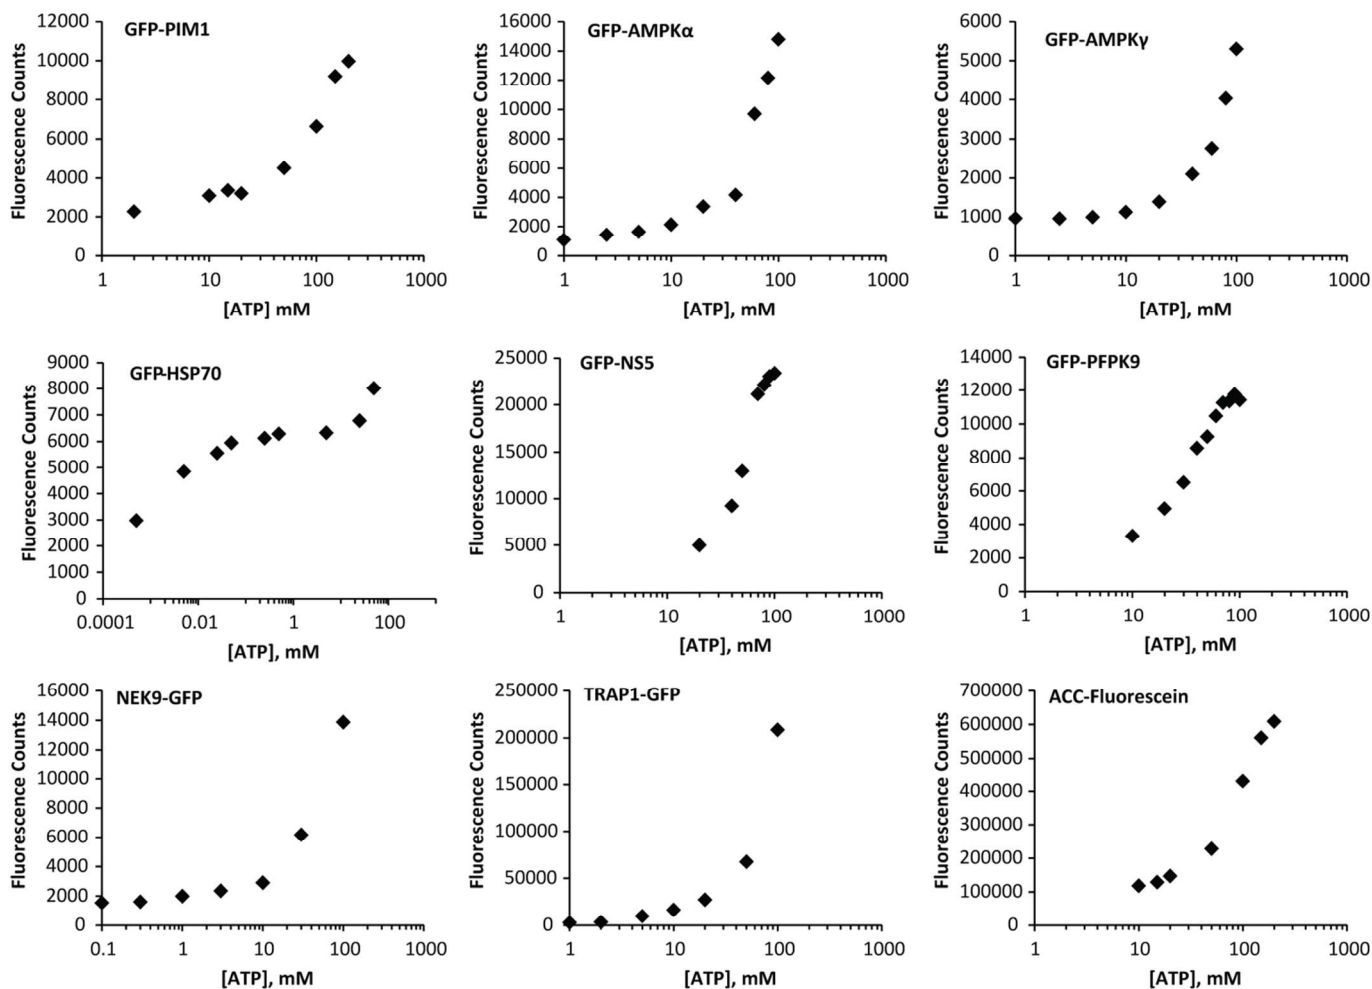 GFP-PIM1
Fluorescence Counts
12000
10000
8000
6000
4000
2000
0
1 10 100 1000
[ATP] mM
GFP-AMPKα
Fluorescence Counts
16000
14000
12000
10000
8000
6000
4000
2000
0
1 10 100 1000
[ATP], mM
GFP-AMPKγ
Fluorescence Counts
6000
5000
4000
3000
2000
1000
0
1 10 100 1000
[ATP], mM
GFP-HSP70
Fluorescence Counts
9000
8000
7000
6000
5000
4000
3000
2000
1000
0
0.0001 0.01 1 100
[ATP], mM
GFP-NS5
Fluorescence Counts
25000
20000
15000
10000
5000
0
1 10 100 1000
[ATP], mM
GFP-PFPK9
Fluorescence Counts
14000
12000
10000
8000
6000
4000
2000
0
1 10 100 1000
[ATP], mM
NEK9-GFP
Fluorescence Counts
16000
14000
12000
10000
8000
6000
4000
2000
0
0.1 1 10 100 1000
[ATP], mM
TRAP1-GFP
Fluorescence Counts
250000
200000
150000
100000
50000
0
1 10 100 1000
[ATP], mM
ACC-Fluorescein
Fluorescence Counts
700000
600000
500000
400000
300000
200000
100000
0
1 10 100 1000
[ATP], mM